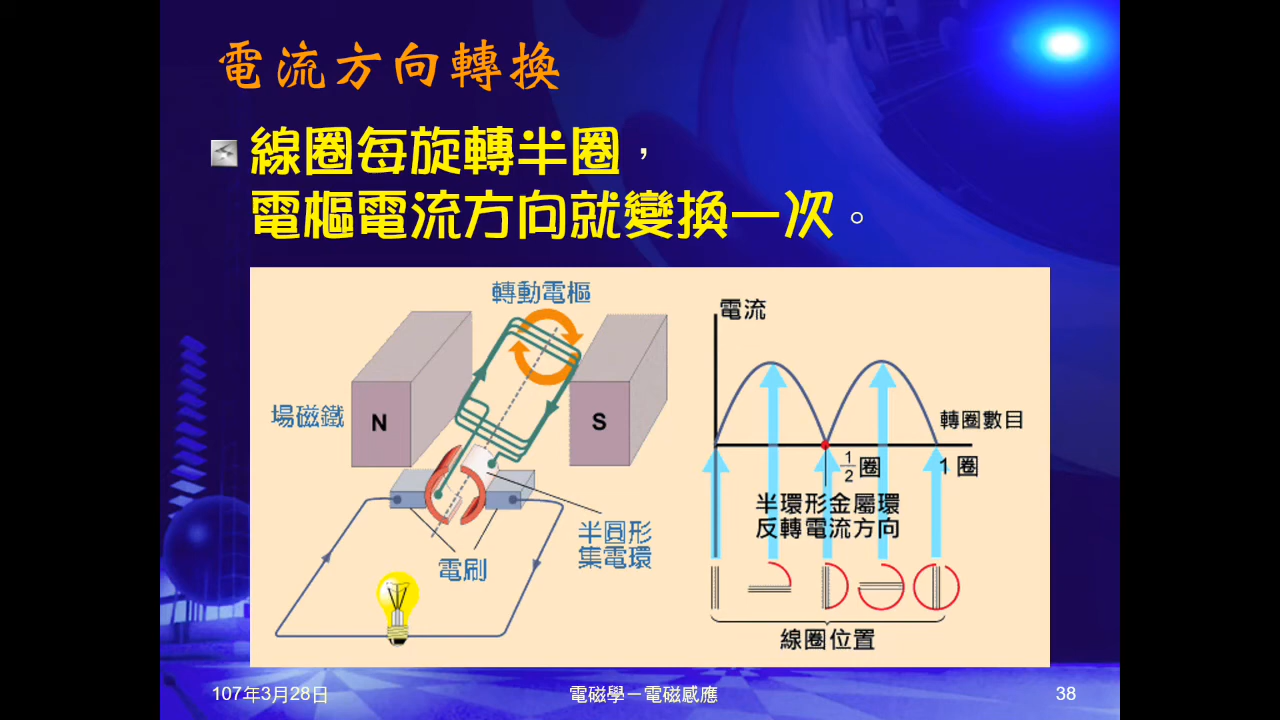 電流方向轉換
線圈每旋轉半圈，
電樞電流方向就變換一次。
轉動電樞
場磁鐵
N
S
電刷
半圓形
集電環
電流
轉圈數目
1/2 圈
1 圈
半環形金屬環
反轉電流方向
線圈位置
107年3月28日
電磁學－電磁感應
38